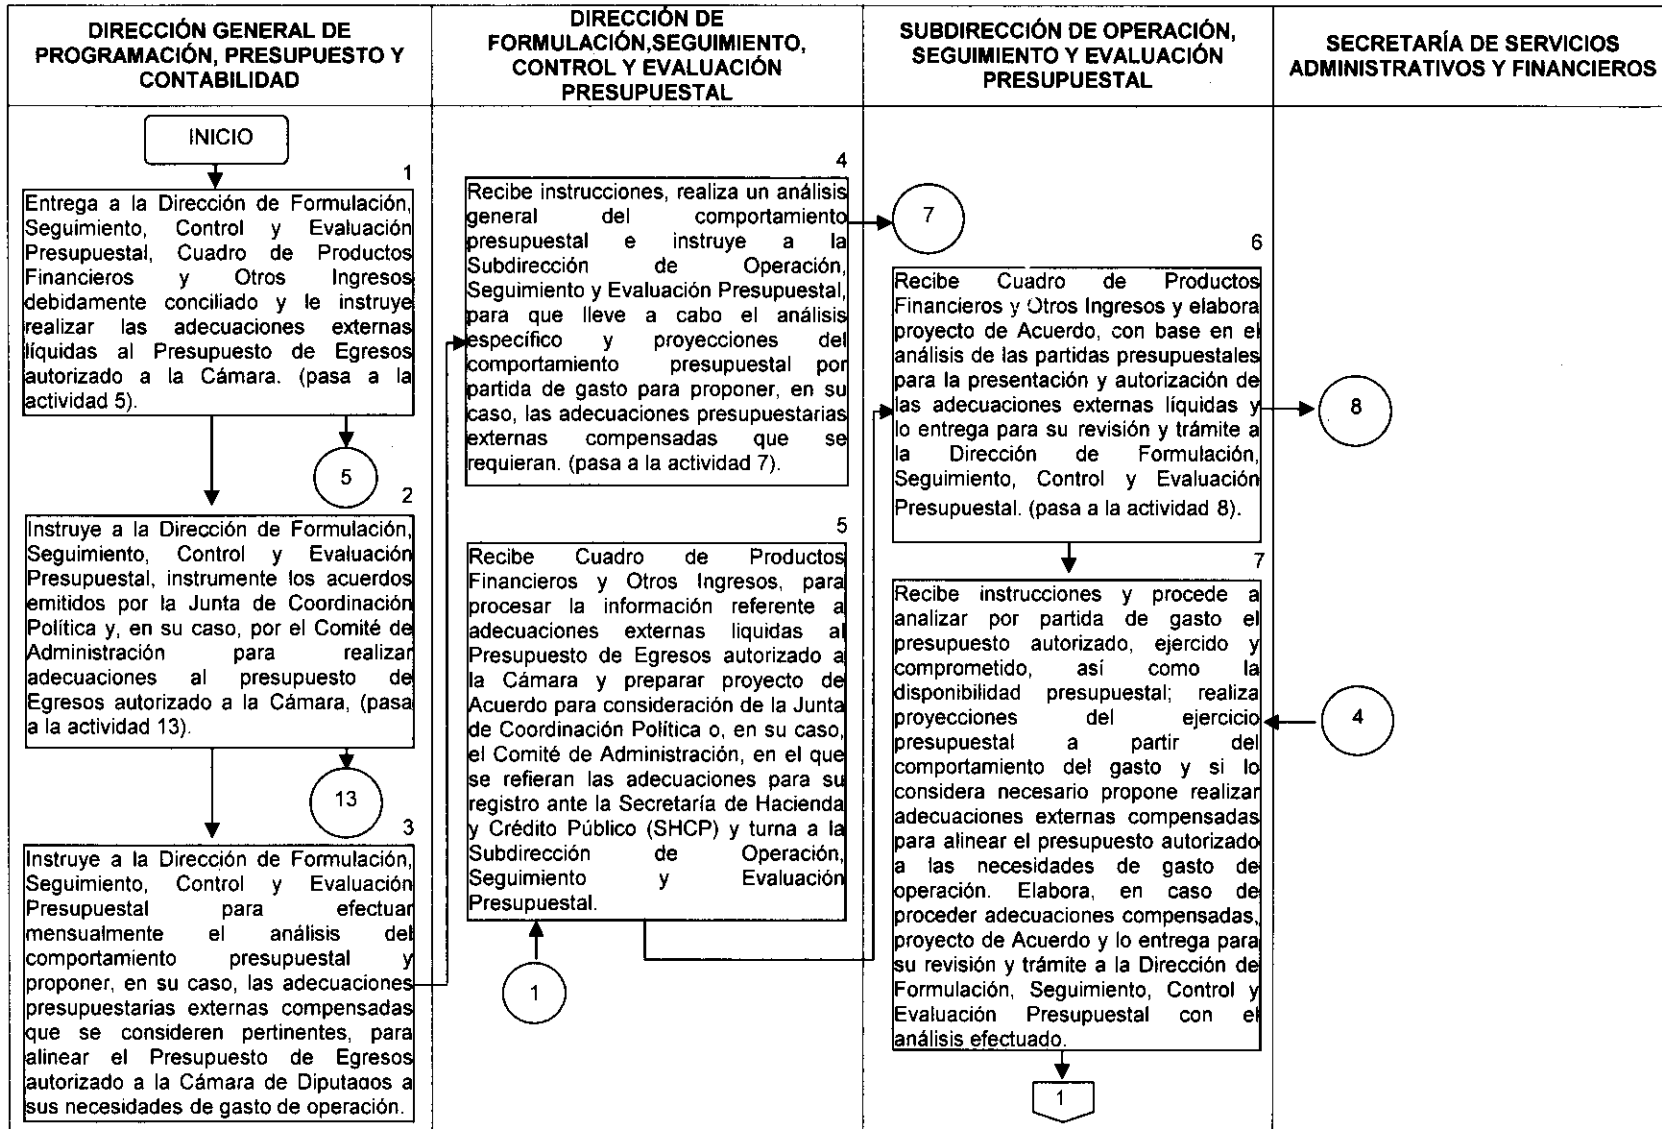 DIRECCIÓN GENERAL DE
PROGRAMACIÓN, PRESUPUESTO Y
CONTABILIDAD
DIRECCIÓN DE
FORMULACIÓN,SEGUIMIENTO,
CONTROL Y EVALUACIÓN
PRESUPUESTAL
SUBDIRECCIÓN DE OPERACIÓN,
SEGUIMIENTO Y EVALUACIÓN
PRESUPUESTAL
SECRETARÍA DE SERVICIOS
ADMINISTRATIVOS Y FINANCIEROS
INICIO
1
Entrega a la Dirección de Formulación,
Seguimiento, Control y Evaluación
Presupuestal, Cuadro de Productos
Financieros y Otros Ingresos
debidamente conciliado y le instruye
realizar las adecuaciones externas
líquidas al Presupuesto de Egresos
autorizado a la Cámara. (pasa a la
actividad 5).
5
2
Instruye a la Dirección de Formulación,
Seguimiento, Control y Evaluación
Presupuestal, instrumente los acuerdos
emitidos por la Junta de Coordinación
Política y, en su caso, por el Comité de
Administración para realizar
adecuaciones al presupuesto de
Egresos autorizado a la Cámara, (pasa
a la actividad 13).
13
3
Instruye a la Dirección de Formulación,
Seguimiento, Control y Evaluación
Presupuestal para efectuar
mensualmente el análisis del
comportamiento presupuestal y
proponer, en su caso, las adecuaciones
presupuestarias externas compensadas
que se consideren pertinentes, para
alinear el Presupuesto de Egresos
autorizado a la Cámara de Diputados a
sus necesidades de gasto de operación.
4
Recibe instrucciones, realiza un análisis
general del comportamiento
presupuestal e instruye a la
Subdirección de Operación,
Seguimiento y Evaluación Presupuestal,
para que lleve a cabo el análisis
específico y proyecciones del
comportamiento presupuestal por
partida de gasto para proponer, en su
caso, las adecuaciones presupuestarias
externas compensadas que se
requieran. (pasa a la actividad 7).
7
5
Recibe Cuadro de Productos
Financieros y Otros Ingresos, para
procesar la información referente a
adecuaciones externas liquidas al
Presupuesto de Egresos autorizado a
la Cámara y preparar proyecto de
Acuerdo para consideración de la Junta
de Coordinación Política o, en su caso,
el Comité de Administración, en el que
se refieran las adecuaciones para su
registro ante la Secretaría de Hacienda
y Crédito Público (SHCP) y turna a la
Subdirección de Operación,
Seguimiento y Evaluación
Presupuestal.
1
6
Recibe Cuadro de Productos
Financieros y Otros Ingresos y elabora
proyecto de Acuerdo, con base en el
análisis de las partidas presupuestales
para la presentación y autorización de
las adecuaciones externas líquidas y
lo entrega para su revisión y trámite a
la Dirección de Formulación,
Seguimiento, Control y Evaluación
Presupuestal. (pasa a la actividad 8).
8
7
Recibe instrucciones y procede a
analizar por partida de gasto el
presupuesto autorizado, ejercido y
comprometido, así como la
disponibilidad presupuestal; realiza
proyecciones del ejercicio
presupuestal a partir del
comportamiento del gasto y si lo
considera necesario propone realizar
adecuaciones externas compensadas
para alinear el presupuesto autorizado
a las necesidades de gasto de
operación. Elabora, en caso de
proceder adecuaciones compensadas,
proyecto de Acuerdo y lo entrega para
su revisión y trámite a la Dirección de
Formulación, Seguimiento, Control y
Evaluación Presupuestal con el
análisis efectuado.
4
1